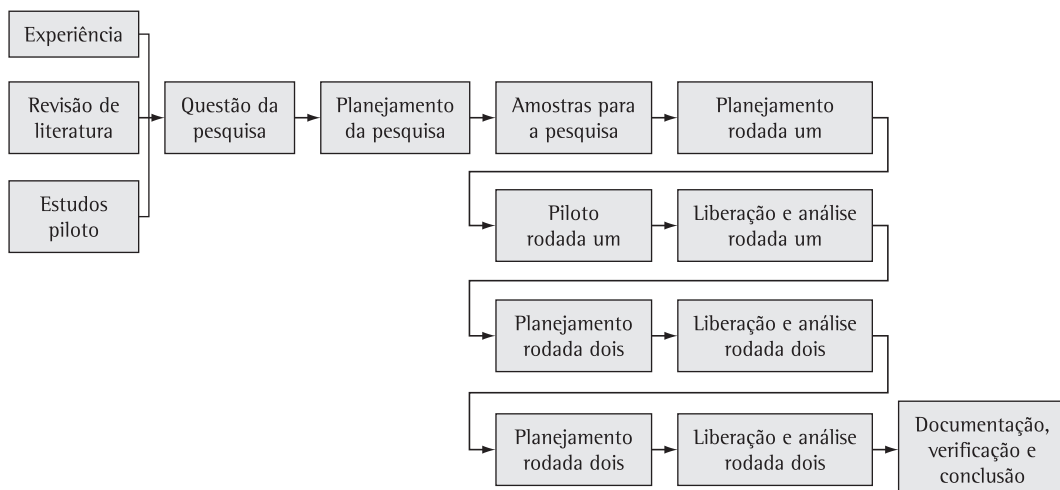 Experiência
Revisão de
literatura
Estudos
piloto
Questão da
pesquisa
Planejamento
da pesquisa
Amostras para
a pesquisa
Planejamento
rodada um
Piloto
rodada um
Liberação e análise
rodada um
Planejamento
rodada dois
Liberação e análise
rodada dois
Planejamento
rodada dois
Liberação e análise
rodada dois
Documentação,
verificação e
conclusão